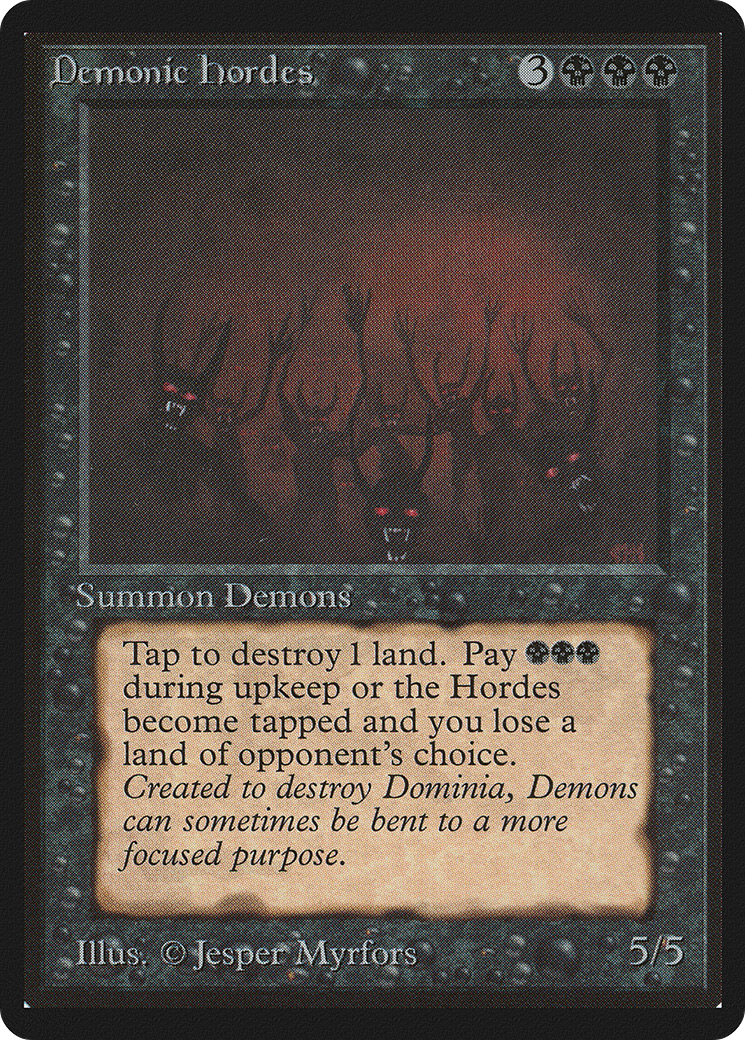 Demonic Hordes 3
Summon Demons
Tap to destroy 1 land. Pay
during upkeep or the Hordes
become tapped and you lose a
land of opponent's choice.
Created to destroy Dominia, Demons
can sometimes be bent to a more
focused purpose.
Illus. © Jesper Myrfors 5/5